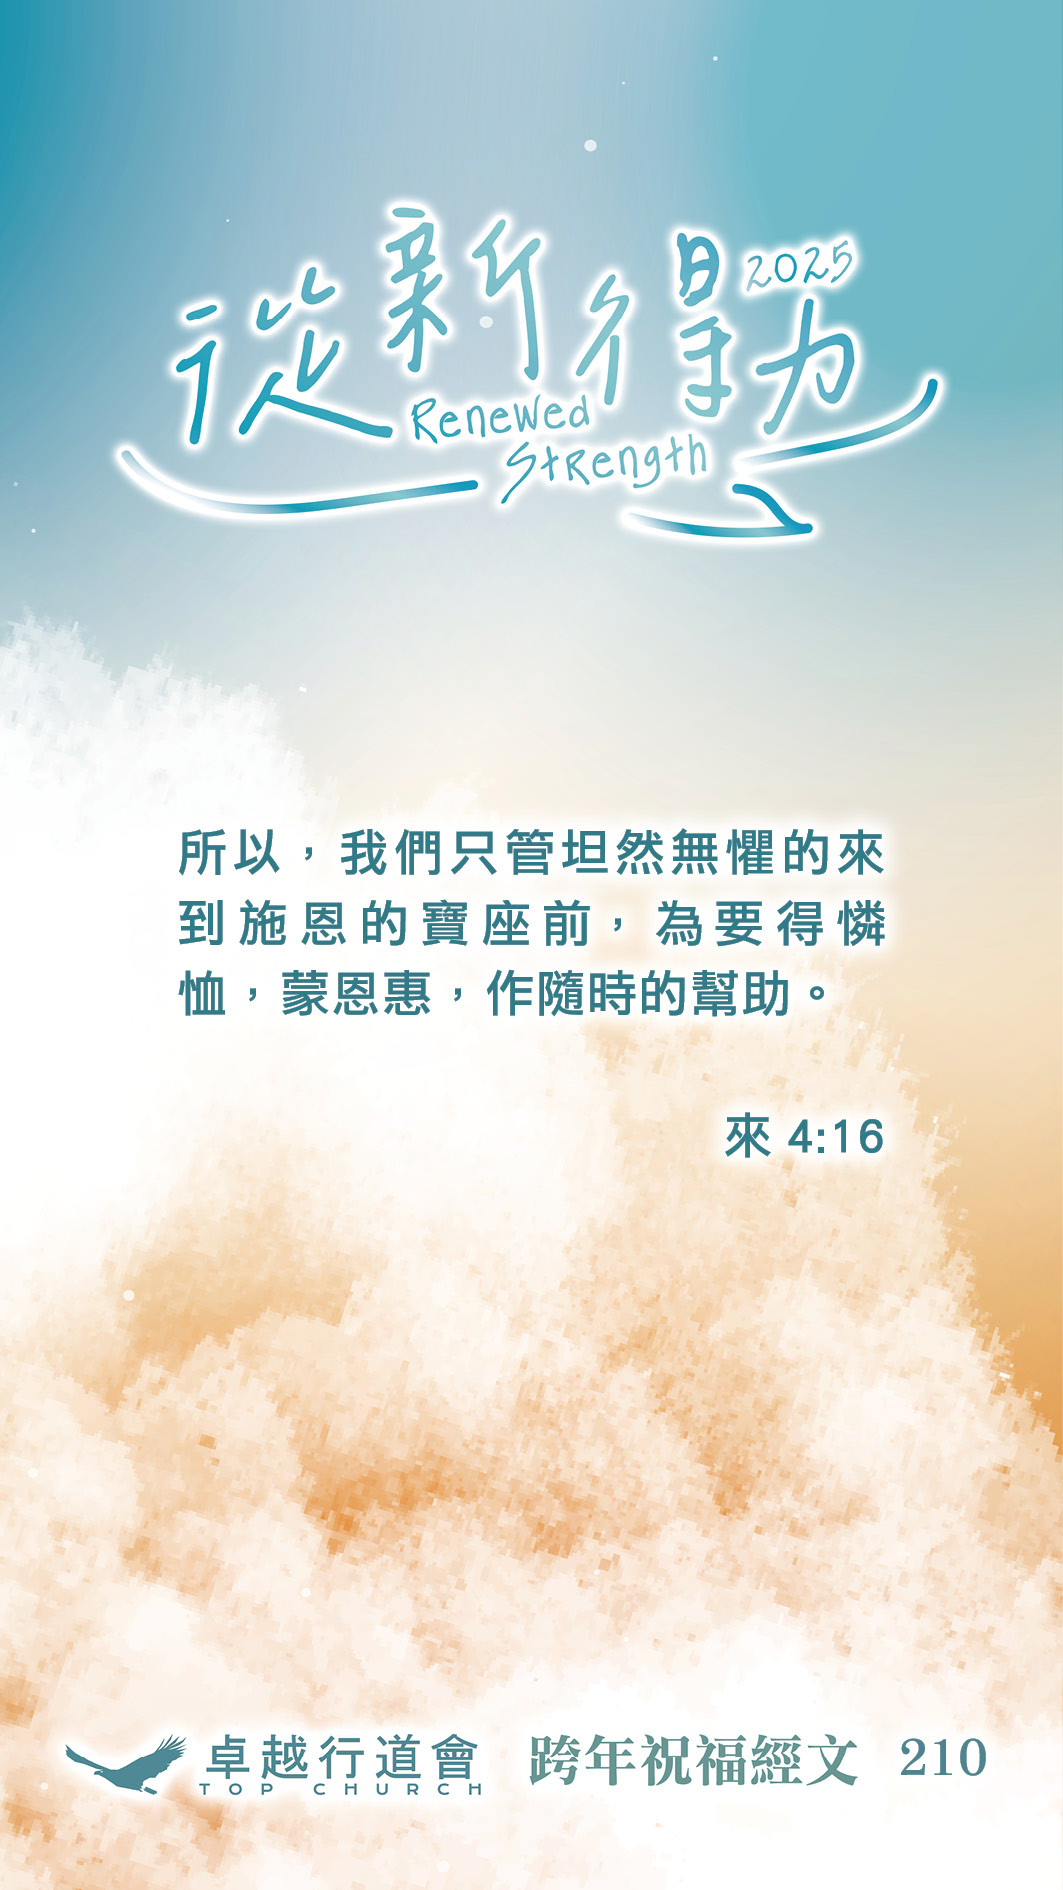 從新得力 2025
Renewed
Strength
所以，我們只管坦然無懼的來
到施恩的寶座前，為要得憐
恤，蒙恩惠，作隨時的幫助。
來 4:16
卓越行道會 跨年祝福經文 210
TOP CHURCH